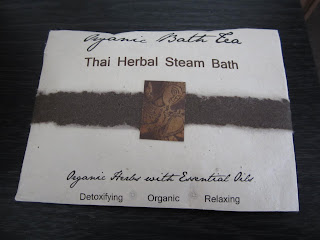 Organic Bath Tea
Thai Herbal Steam Bath
Organic Herbs with Essential Oils
Detoxifying Organic Relaxing